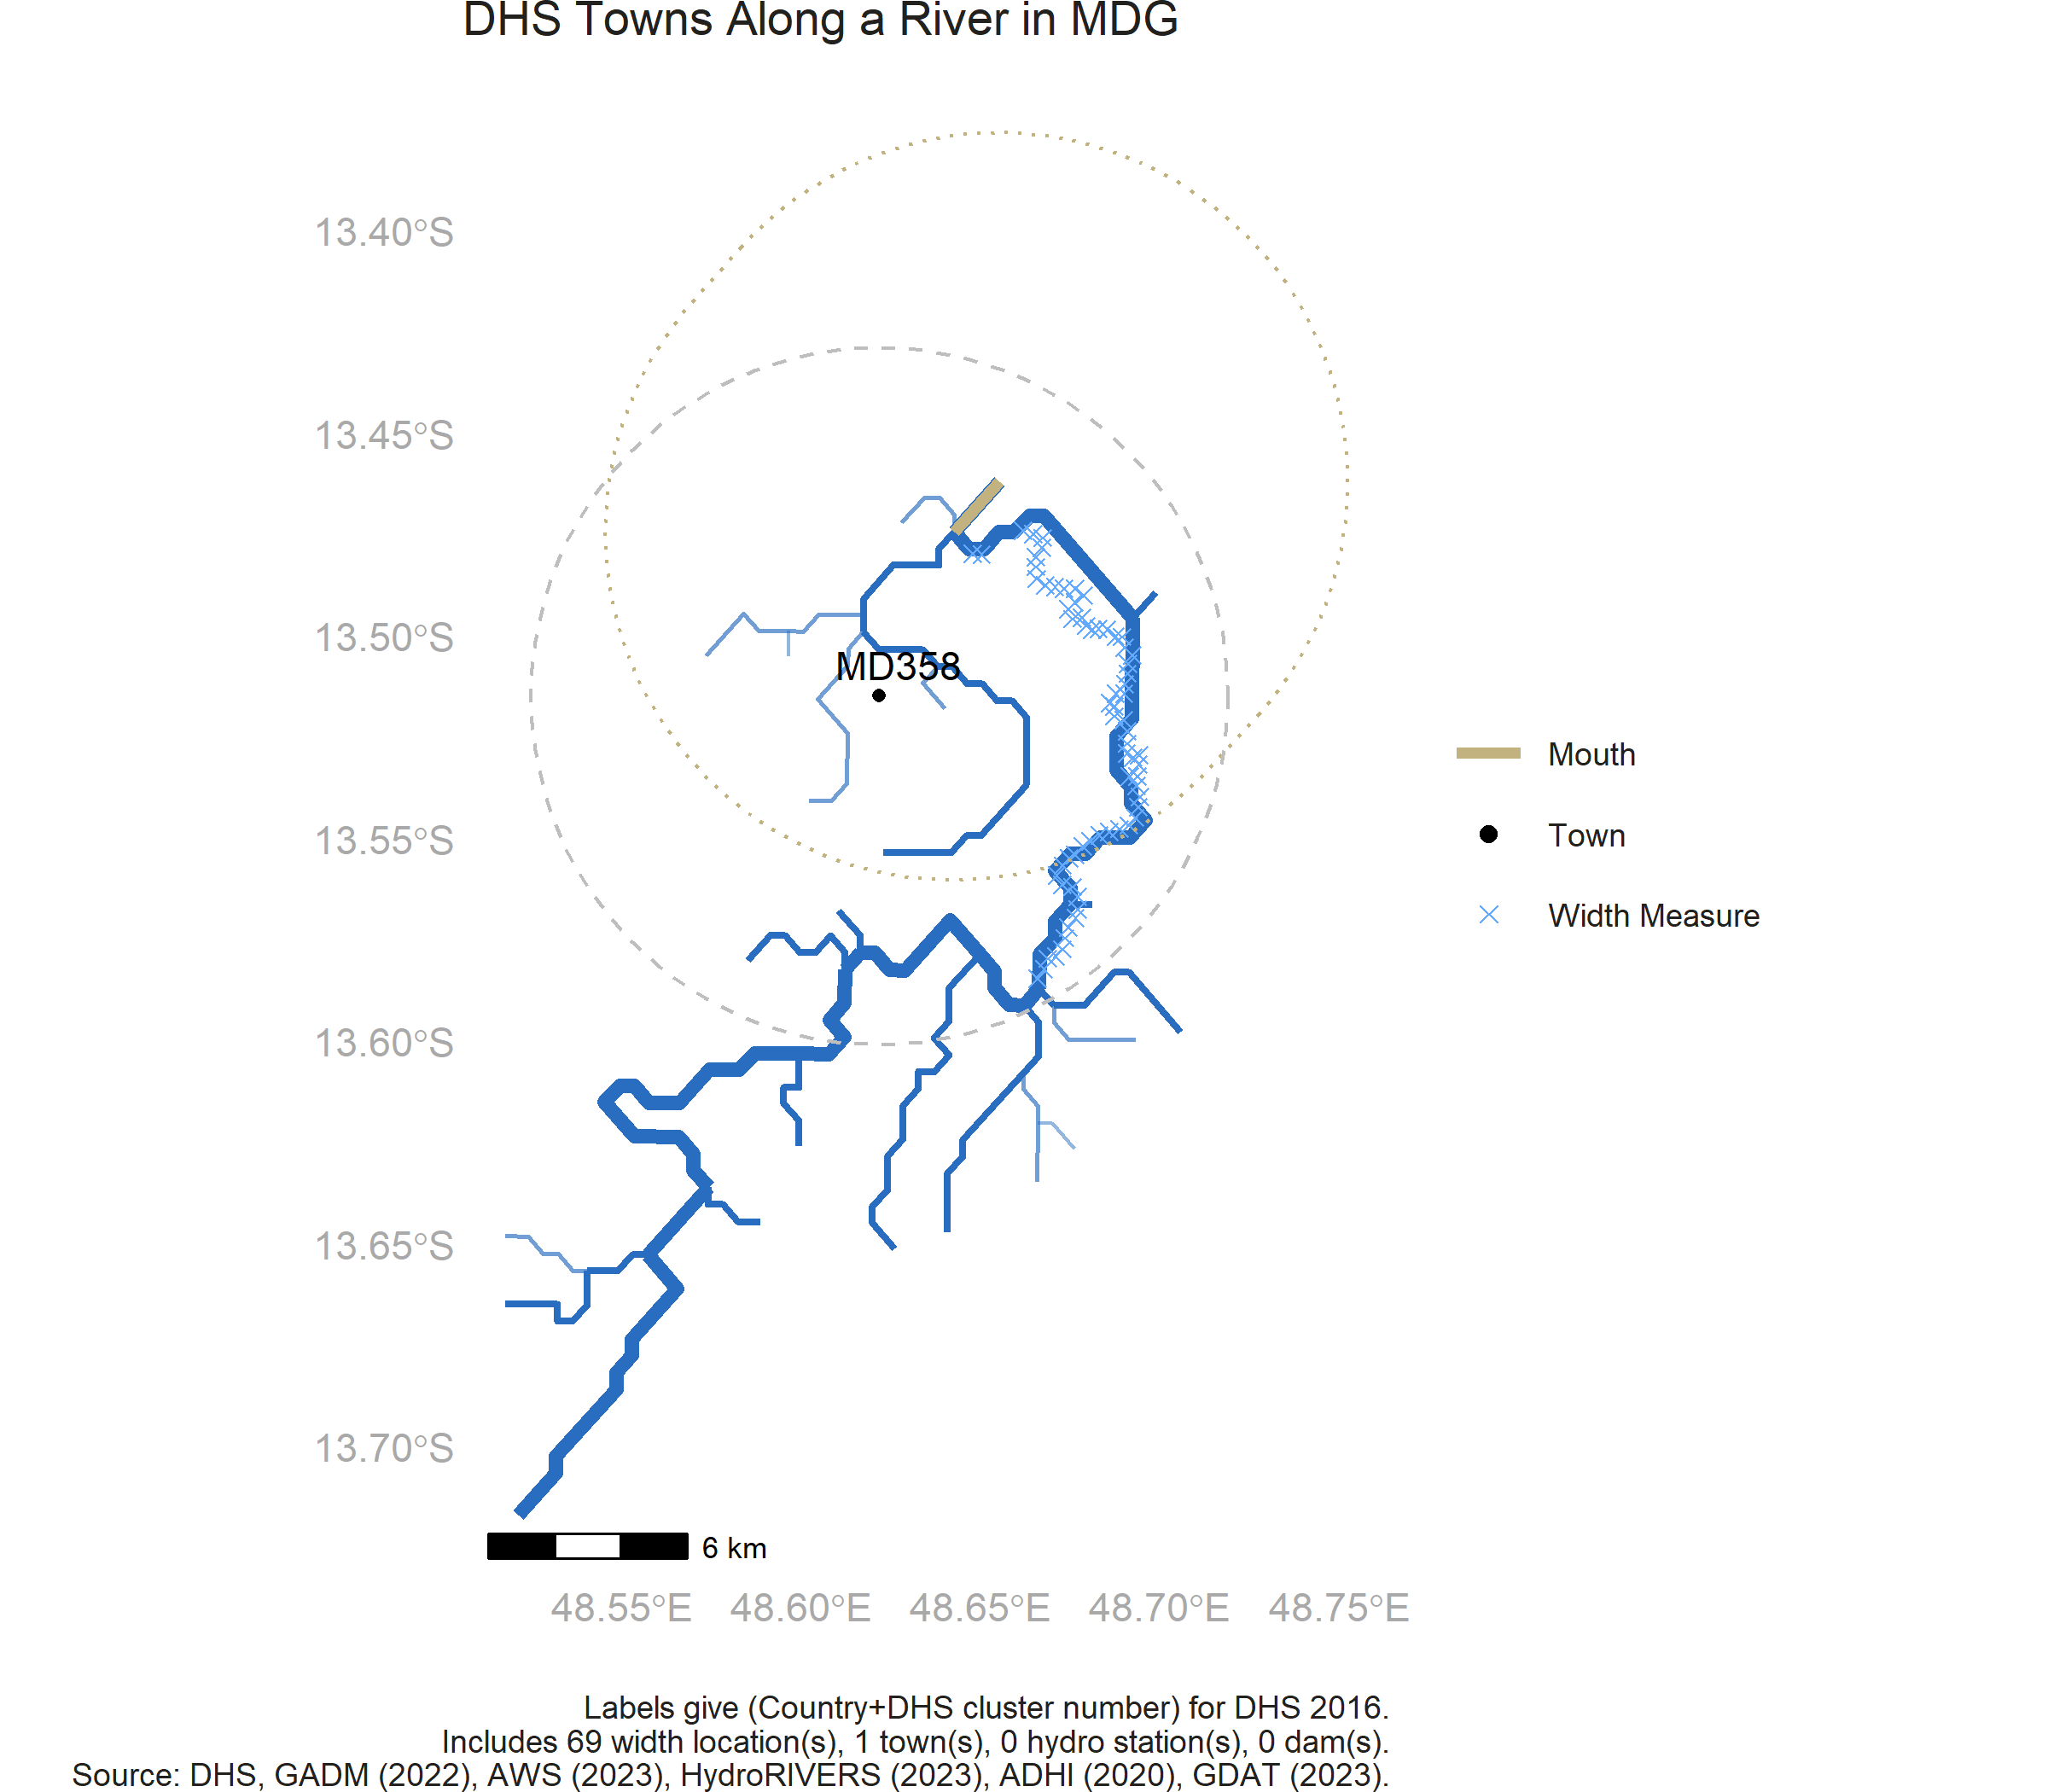 DHS Towns Along a River in MDG
13.40°S
13.45°S
13.50°S
13.55°S
13.60°S
13.65°S
13.70°S
MD358
Mouth
Town
Width Measure
6 km
48.55°E 48.60°E 48.65°E 48.70°E 48.75°E
Labels give (Country+DHS cluster number) for DHS 2016.
Includes 69 width location(s), 1 town(s), 0 hydro station(s), 0 dam(s).
Source: DHS, GADM (2022), AWS (2023), HydroRIVERS (2023), ADHI (2020), GDAT (2023).